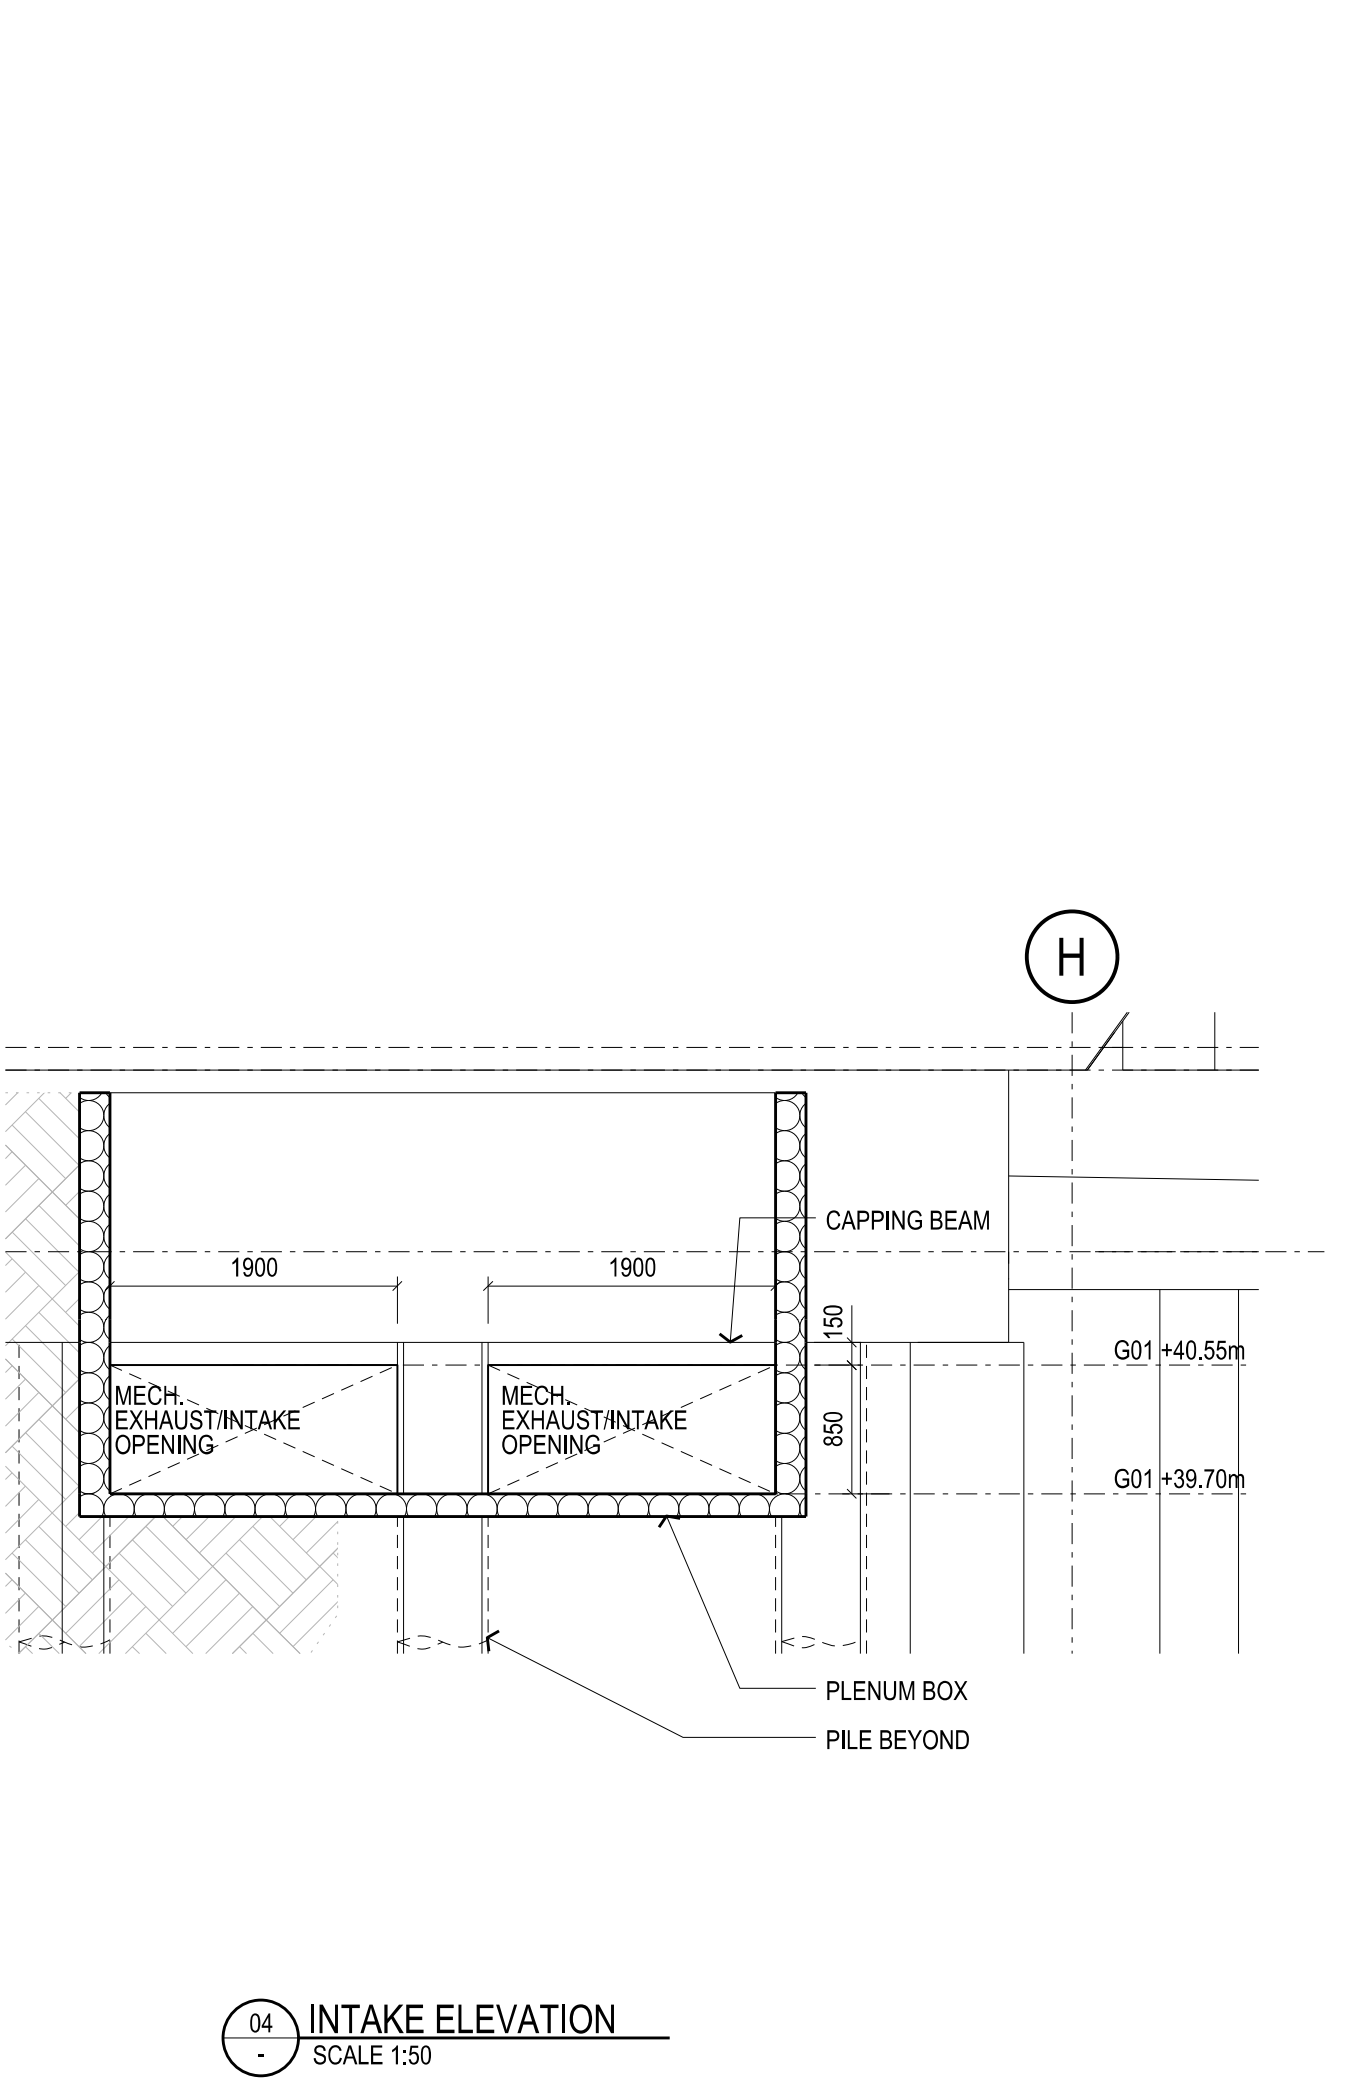 H
CAPPING BEAM
1900
1900
150
G01 +40.55m
MECH.
EXHAUST/INTAKE
OPENING
MECH.
EXHAUST/INTAKE
OPENING
850
G01 +39.70m
PLENUM BOX
PILE BEYOND
04
-
INTAKE ELEVATION
SCALE 1:50